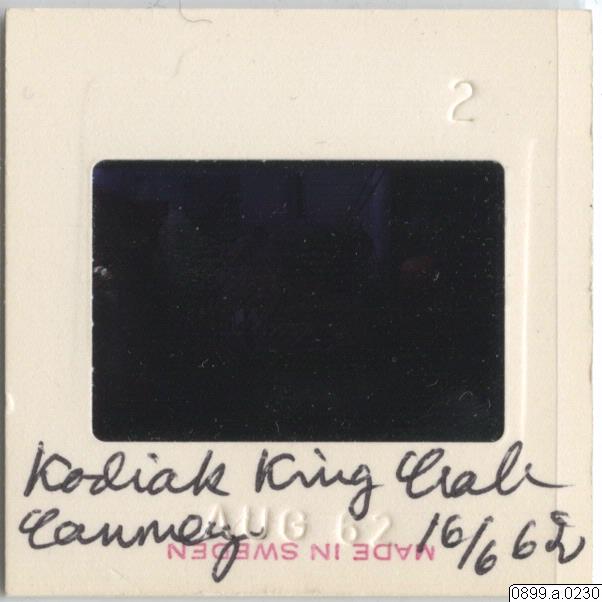 2
Kodiak King Crab
Cannery 16/6 62
AUG 62
MADE IN SWEDEN
0899.a.0230